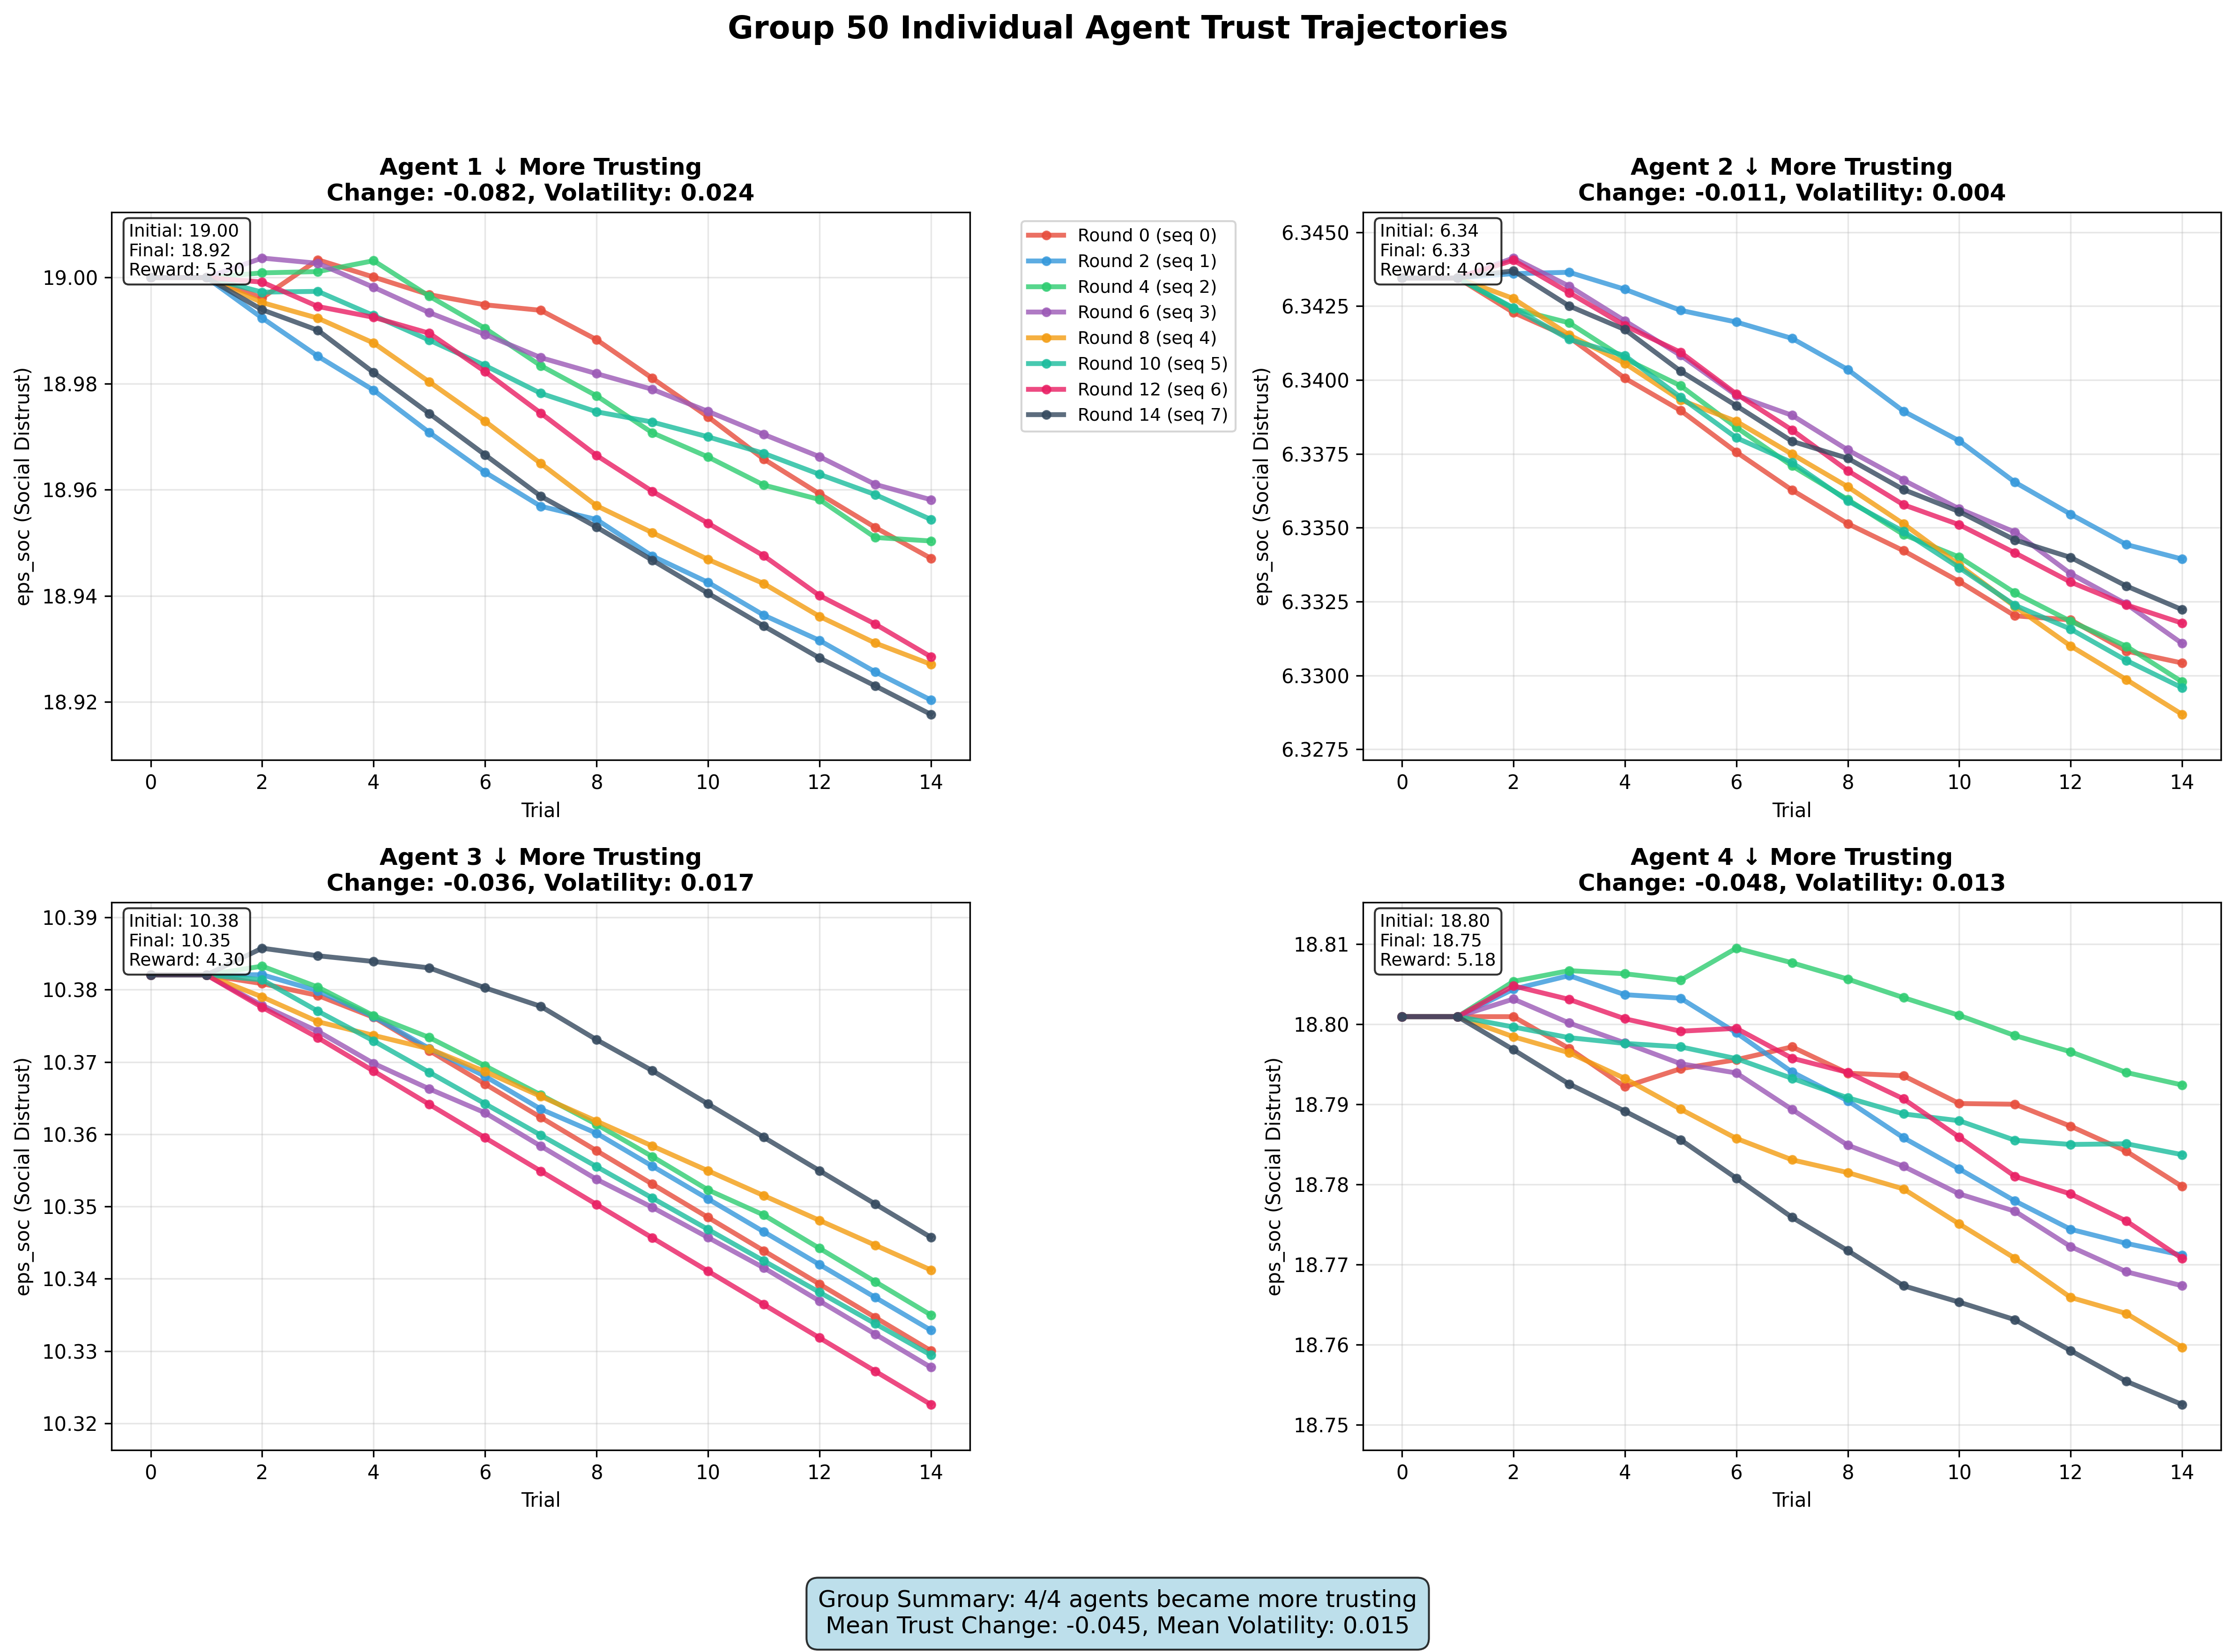 Group 50 Individual Agent Trust Trajectories
Agent 1 ↓ More Trusting
Change: -0.082, Volatility: 0.024
Initial: 19.00
Final: 18.92
Reward: 5.30
19.00
18.98
18.96
18.94
18.92
eps_soc (Social Distrust)
0 2 4 6 8 10 12 14
Trial
Round 0 (seq 0)
Round 2 (seq 1)
Round 4 (seq 2)
Round 6 (seq 3)
Round 8 (seq 4)
Round 10 (seq 5)
Round 12 (seq 6)
Round 14 (seq 7)
Agent 2 ↓ More Trusting
Change: -0.011, Volatility: 0.004
Initial: 6.34
Final: 6.33
Reward: 4.02
6.3450
6.3425
6.3400
6.3375
6.3350
6.3325
6.3300
6.3275
eps_soc (Social Distrust)
0 2 4 6 8 10 12 14
Trial
Agent 3 ↓ More Trusting
Change: -0.036, Volatility: 0.017
Initial: 10.38
Final: 10.35
Reward: 4.30
10.39
10.38
10.37
10.36
10.35
10.34
10.33
10.32
eps_soc (Social Distrust)
0 2 4 6 8 10 12 14
Trial
Agent 4 ↓ More Trusting
Change: -0.048, Volatility: 0.013
Initial: 18.80
Final: 18.75
Reward: 5.18
18.81
18.80
18.79
18.78
18.77
18.76
18.75
eps_soc (Social Distrust)
0 2 4 6 8 10 12 14
Trial
Group Summary: 4/4 agents became more trusting
Mean Trust Change: -0.045, Mean Volatility: 0.015